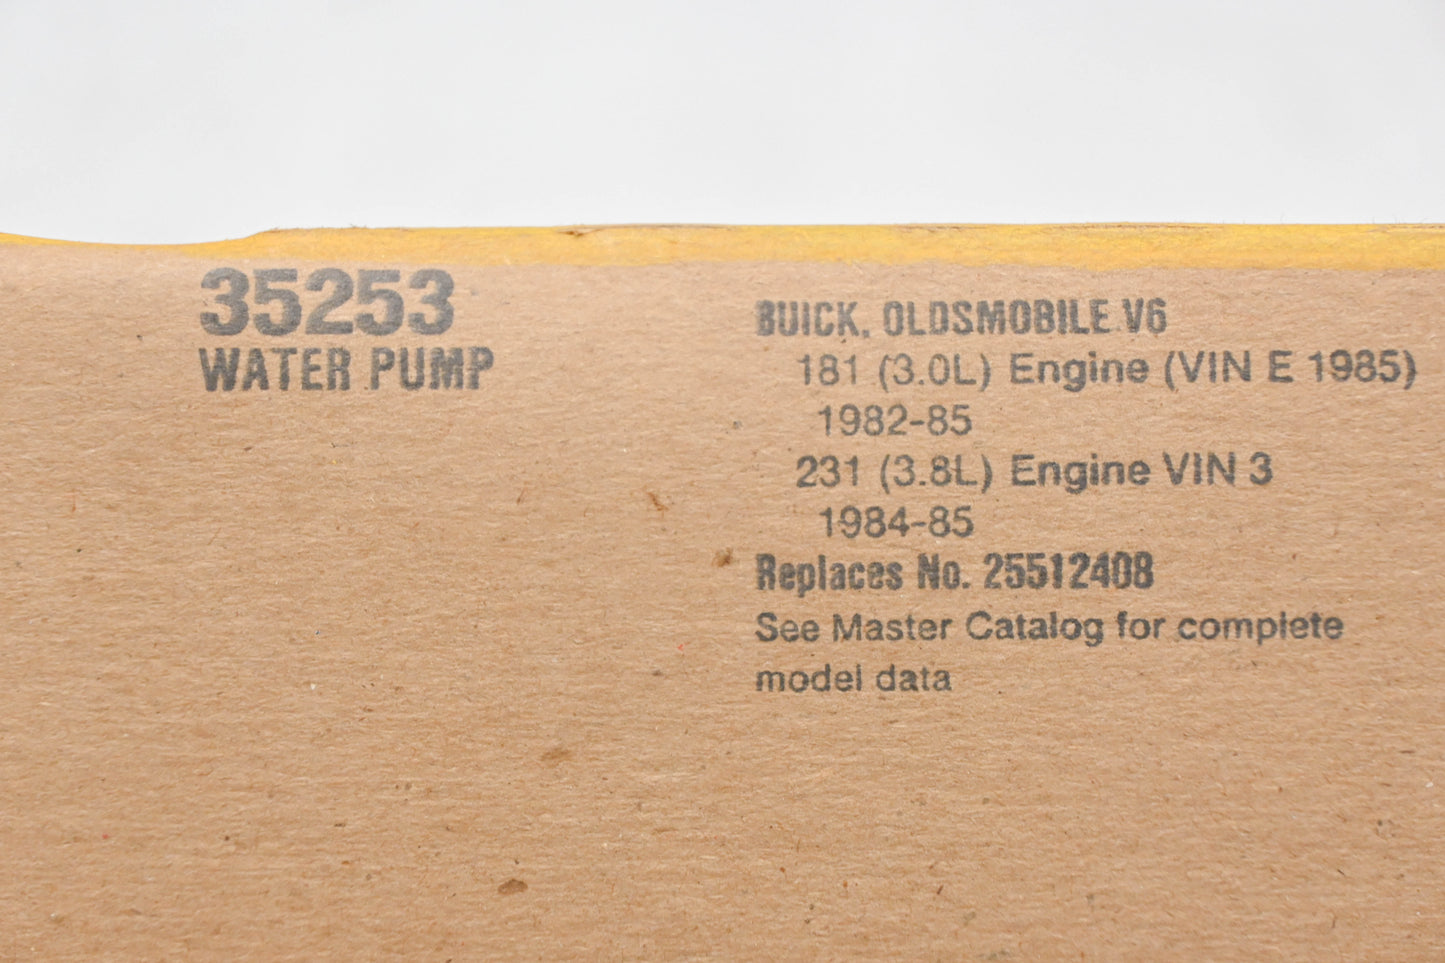 35253
WATER PUMP
BUICK, OLDSMOBILE V6
181 (3.0L) Engine (VIN E 1985)
1982-85
231 (3.8L) Engine VIN 3
1984-85
Replaces No. 25512408
See Master Catalog for complete
model data